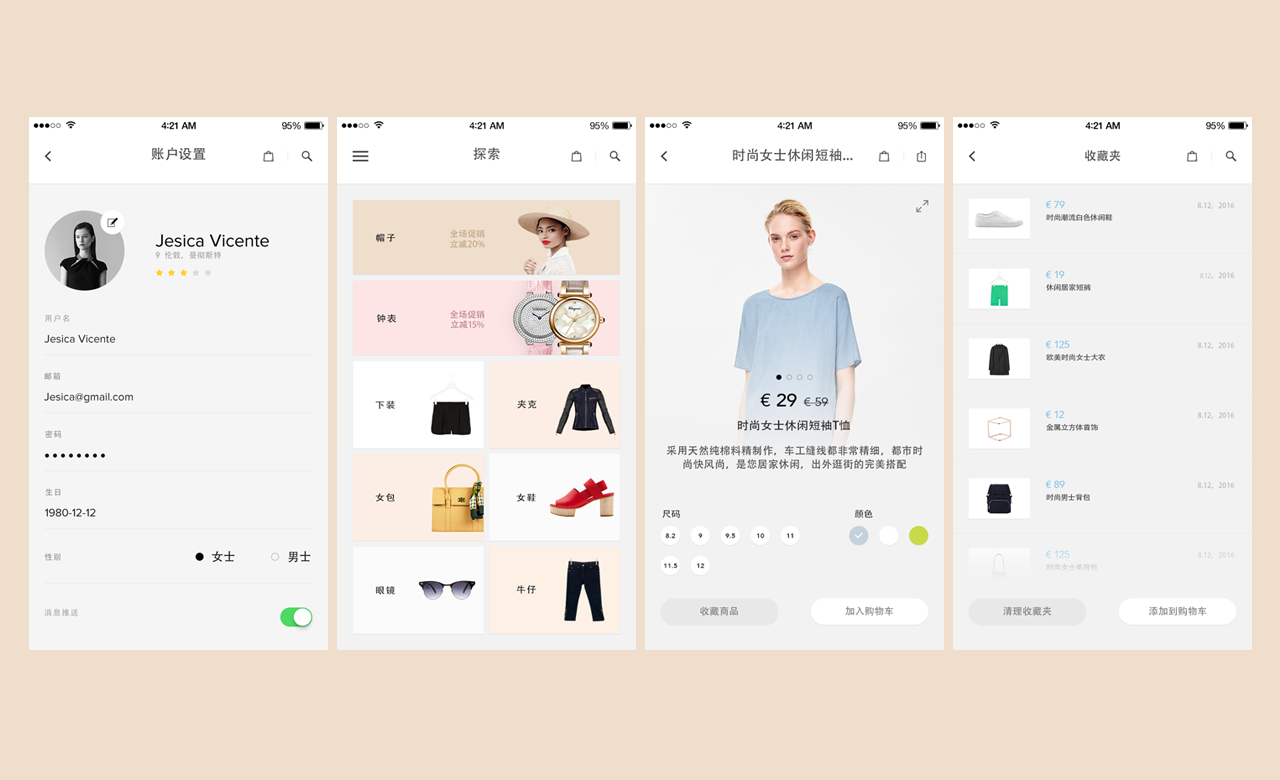 4:21 AM
95%
账户设置
Jesica Vicente
伦敦，曼彻斯特
用户名
Jesica Vicente
邮箱
Jesica@gmail.com
密码
生日
1980-12-12
性别
女士
男士
消息推送
4:21 AM
95%
探索
帽子
全场促销
立减20%
钟表
全场促销
立减15%
下装
夹克
女包
女鞋
眼镜
牛仔
4:21 AM
95%
时尚女士休闲短袖...
€ 29 € 59
时尚女士休闲短袖T恤
采用天然纯棉料精制作，车工缝线都非常精细，都市时
尚快风尚，是您居家休闲，出外逛街的完美搭配
尺码
颜色
8.2 9 9.5 10 11
11.5 12
收藏商品
加入购物车
4:21 AM
95%
收藏夹
€ 79
8.12，2016
时尚潮流白色休闲鞋
€ 19
8.12，2016
休闲居家短裤
€ 125
8.12，2016
欧美时尚女士大衣
€ 12
8.12，2016
金属立方体首饰
€ 89
8.12，2016
时尚男士背包
€ 125
8.12，2016
时尚女士单肩包
清理收藏夹
添加到购物车